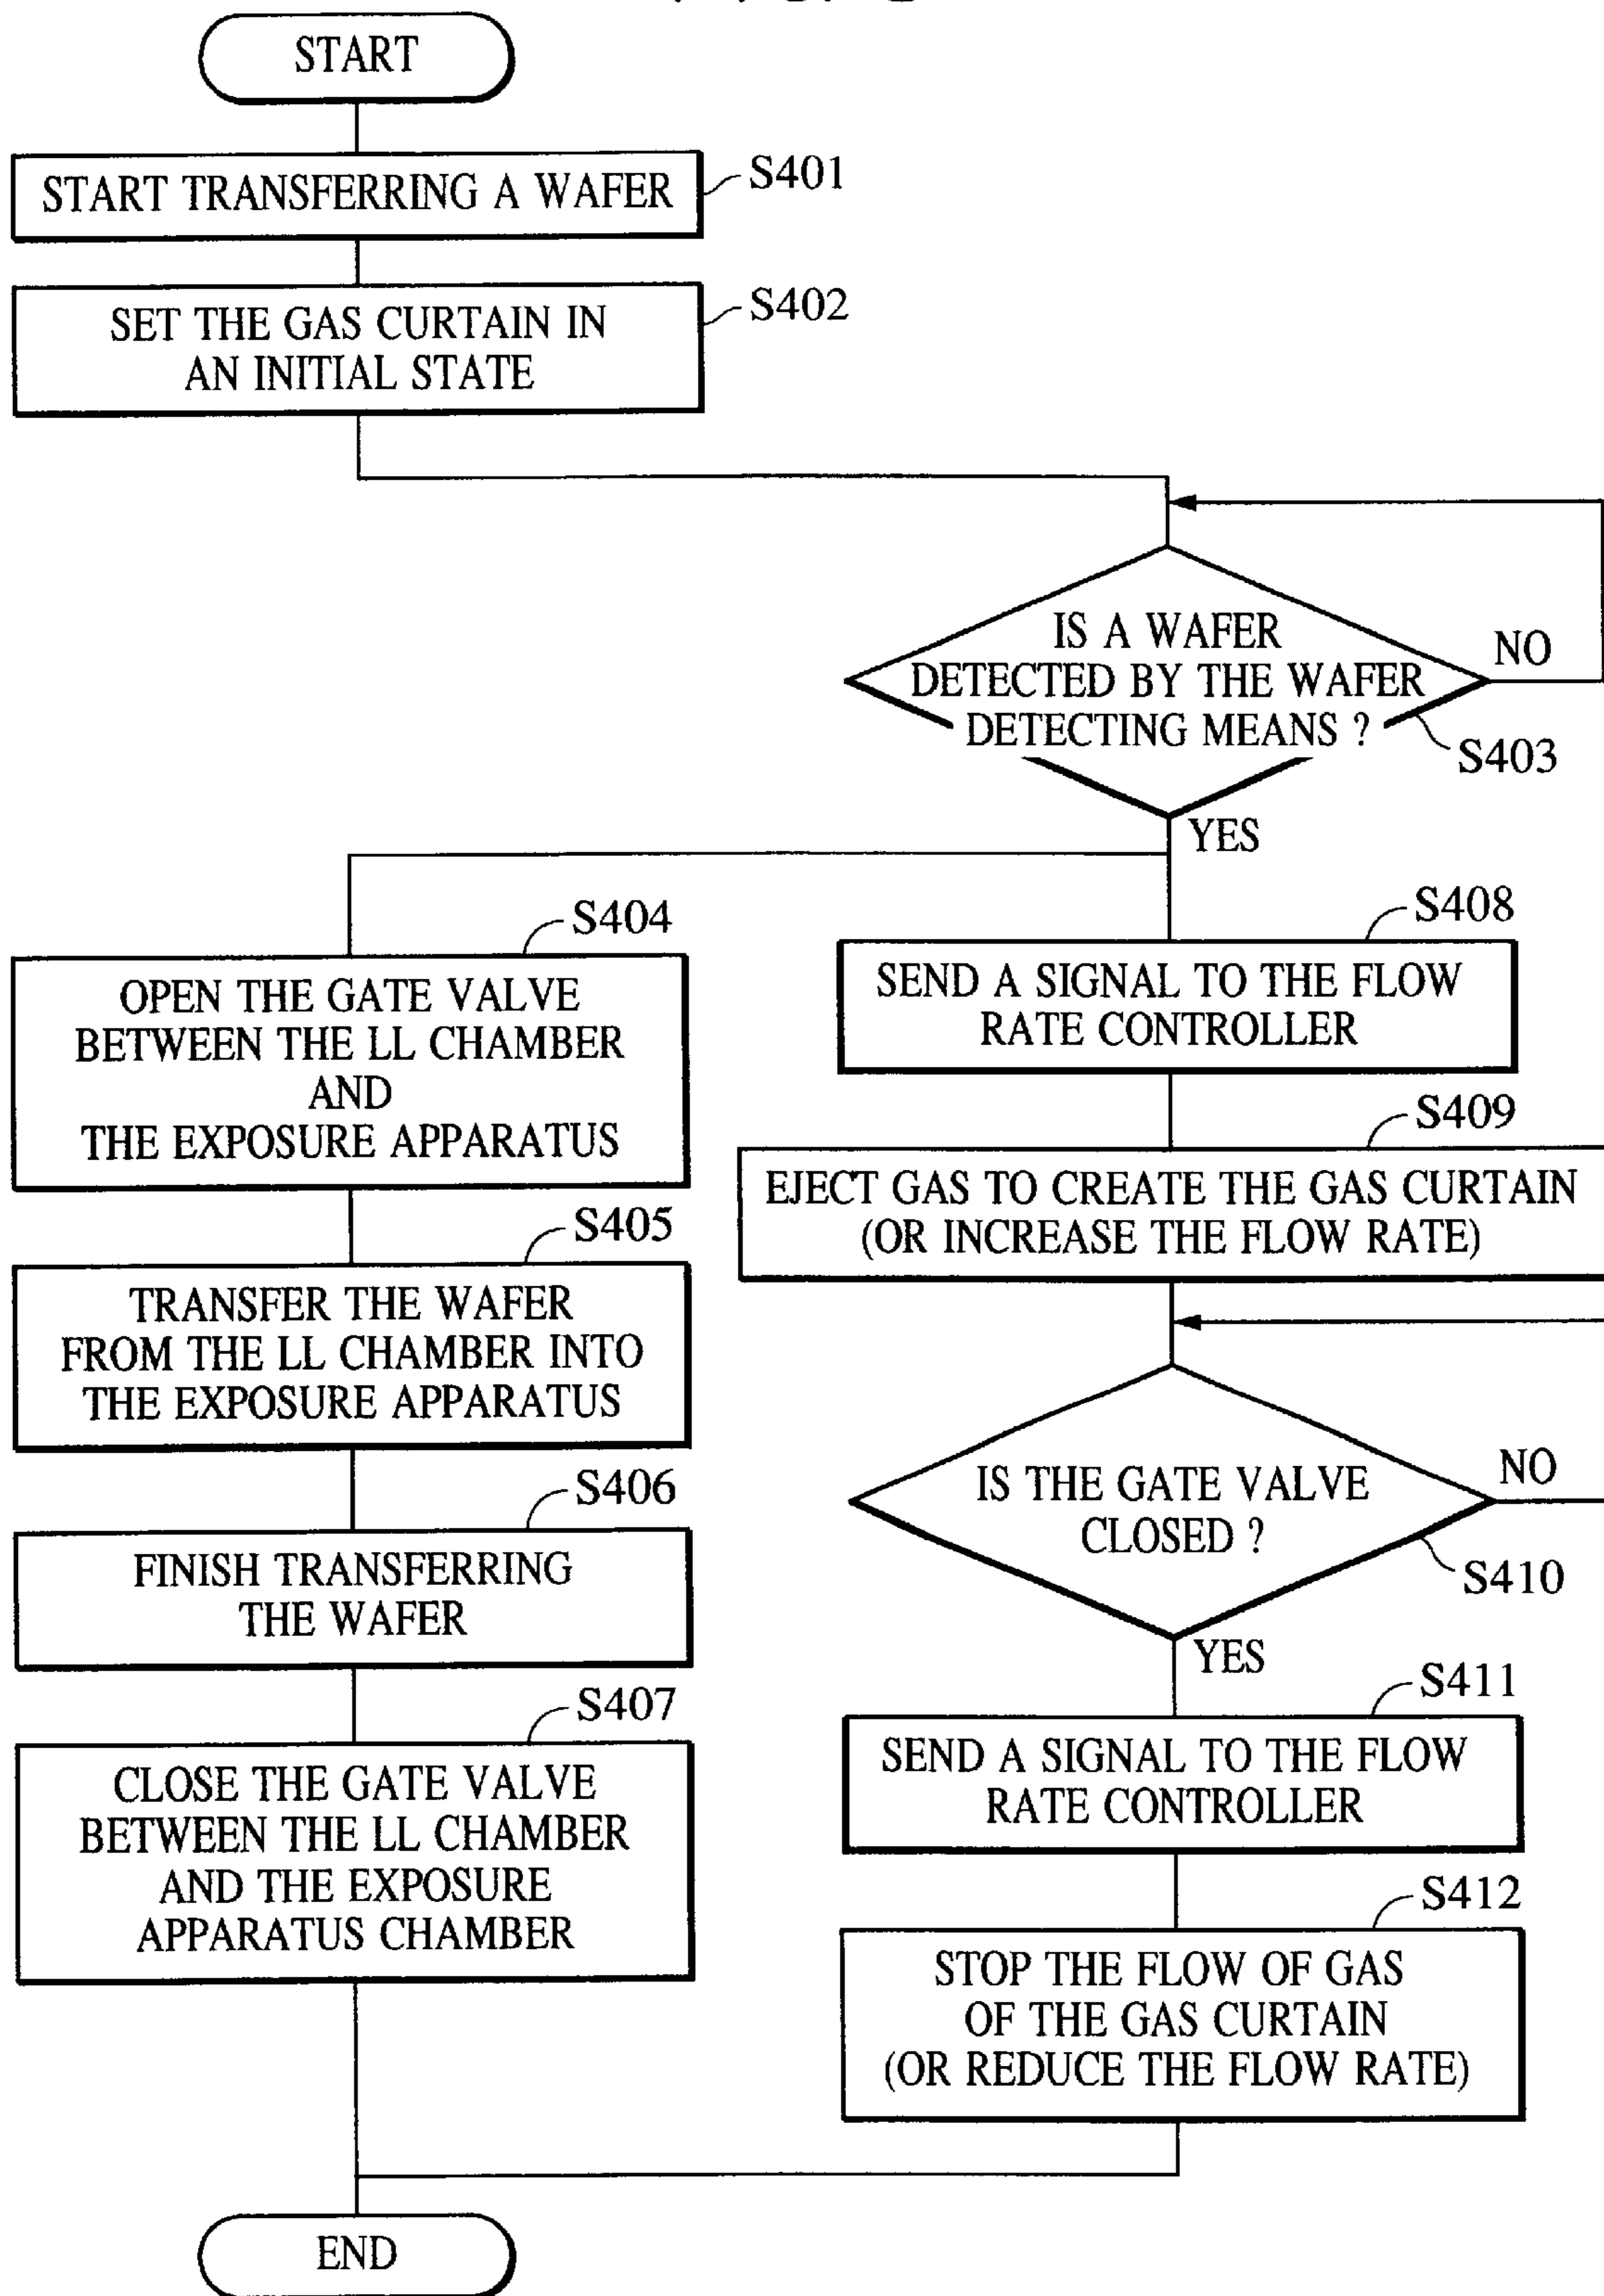 START
START TRANSFERRING A WAFER
S401
SET THE GAS CURTAIN IN
AN INITIAL STATE
S402
IS A WAFER
DETECTED BY THE WAFER
DETECTING MEANS ?
NO
S403
YES
S404
OPEN THE GATE VALVE
BETWEEN THE LL CHAMBER
AND
THE EXPOSURE APPARATUS
S405
TRANSFER THE WAFER
FROM THE LL CHAMBER INTO
THE EXPOSURE APPARATUS
S406
FINISH TRANSFERRING
THE WAFER
S407
CLOSE THE GATE VALVE
BETWEEN THE LL CHAMBER
AND THE EXPOSURE
APPARATUS CHAMBER
S408
SEND A SIGNAL TO THE FLOW
RATE CONTROLLER
S409
EJECT GAS TO CREATE THE GAS CURTAIN
(OR INCREASE THE FLOW RATE)
IS THE GATE VALVE
CLOSED ?
NO
S410
YES
S411
SEND A SIGNAL TO THE FLOW
RATE CONTROLLER
S412
STOP THE FLOW OF GAS
OF THE GAS CURTAIN
(OR REDUCE THE FLOW RATE)
END